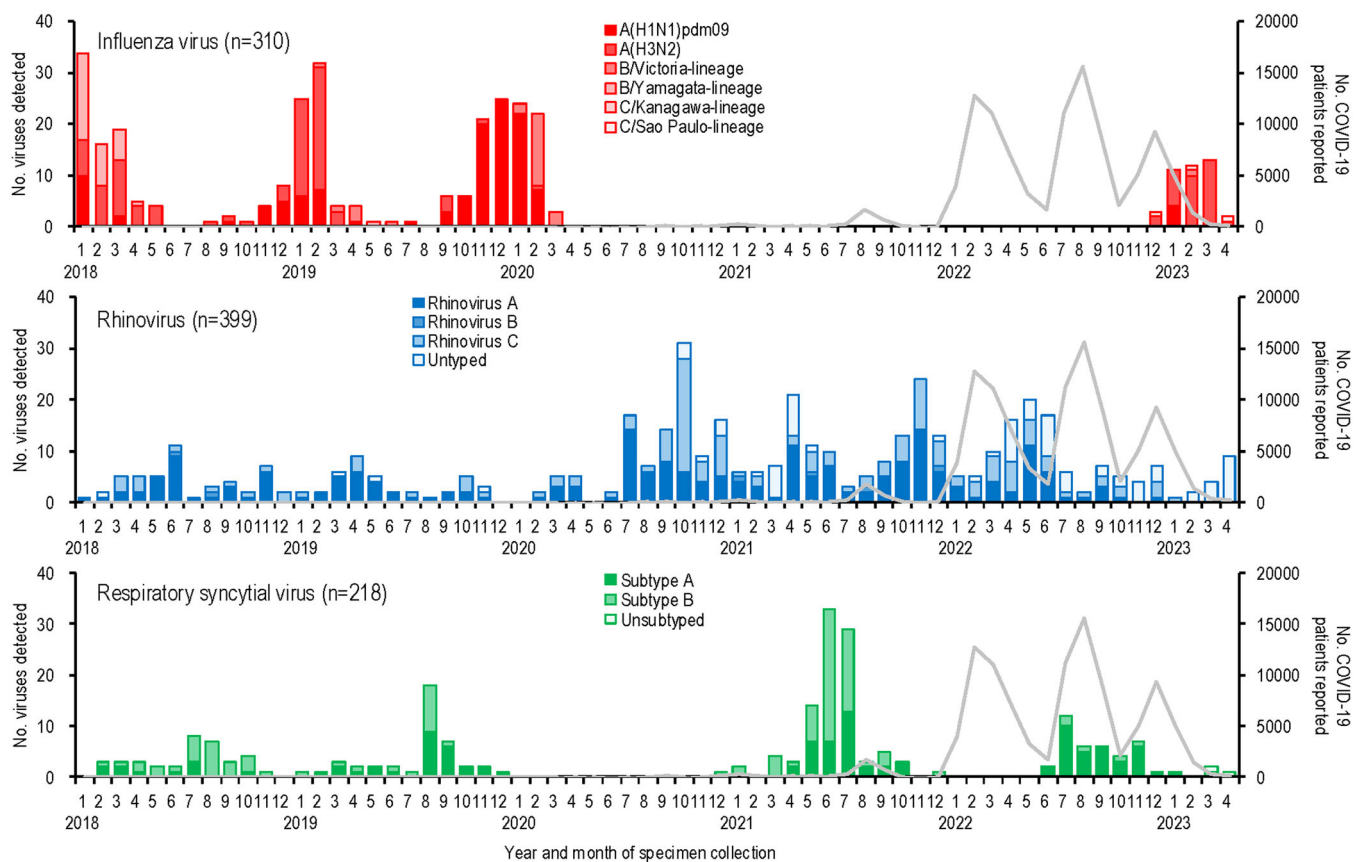 Influenza virus (n=310)
A(H1N1)pdm09
A(H3N2)
B/Victoria-lineage
B/Yamagata-lineage
C/Kanagawa-lineage
C/Sao Paulo-lineage
No. viruses detected
40
30
20
10
0
No. COVID-19
patients reported
20000
15000
10000
5000
0
1 2 3 4 5 6 7 8 9 10 11 12 1 2 3 4 5 6 7 8 9 10 11 12 1 2 3 4 5 6 7 8 9 10 11 12 1 2 3 4 5 6 7 8 9 10 11 12 1 2 3 4 5 6 7 8 9 10 11 12 1 2 3 4
2018 2019 2020 2021 2022 2023
Rhinovirus (n=399)
Rhinovirus A
Rhinovirus B
Rhinovirus C
Untyped
No. viruses detected
40
30
20
10
0
No. COVID-19
patients reported
20000
15000
10000
5000
0
1 2 3 4 5 6 7 8 9 10 11 12 1 2 3 4 5 6 7 8 9 10 11 12 1 2 3 4 5 6 7 8 9 10 11 12 1 2 3 4 5 6 7 8 9 10 11 12 1 2 3 4 5 6 7 8 9 10 11 12 1 2 3 4
2018 2019 2020 2021 2022 2023
Respiratory syncytial virus (n=218)
Subtype A
Subtype B
Unsubtyped
No. viruses detected
40
30
20
10
0
No. COVID-19
patients reported
20000
15000
10000
5000
0
1 2 3 4 5 6 7 8 9 10 11 12 1 2 3 4 5 6 7 8 9 10 11 12 1 2 3 4 5 6 7 8 9 10 11 12 1 2 3 4 5 6 7 8 9 10 11 12 1 2 3 4 5 6 7 8 9 10 11 12 1 2 3 4
2018 2019 2020 2021 2022 2023
Year and month of specimen collection